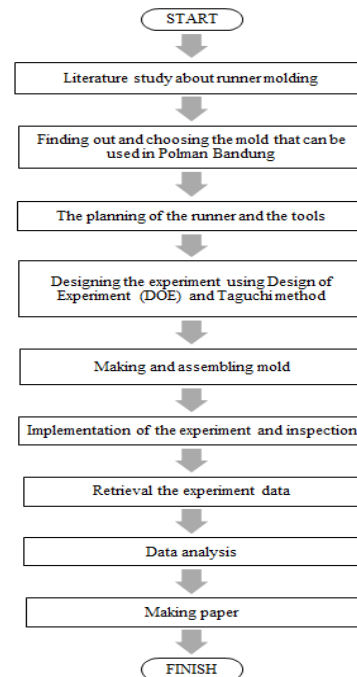 START
Literature study about runner molding
Finding out and choosing the mold that can be
used in Polman Bandung
The planning of the runner and the tools
Designing the experiment using Design of
Experiment (DOE) and Taguchi method
Making and assembling mold
Implementation of the experiment and inspection
Retrieval the experiment data
Data analysis
Making paper
FINISH